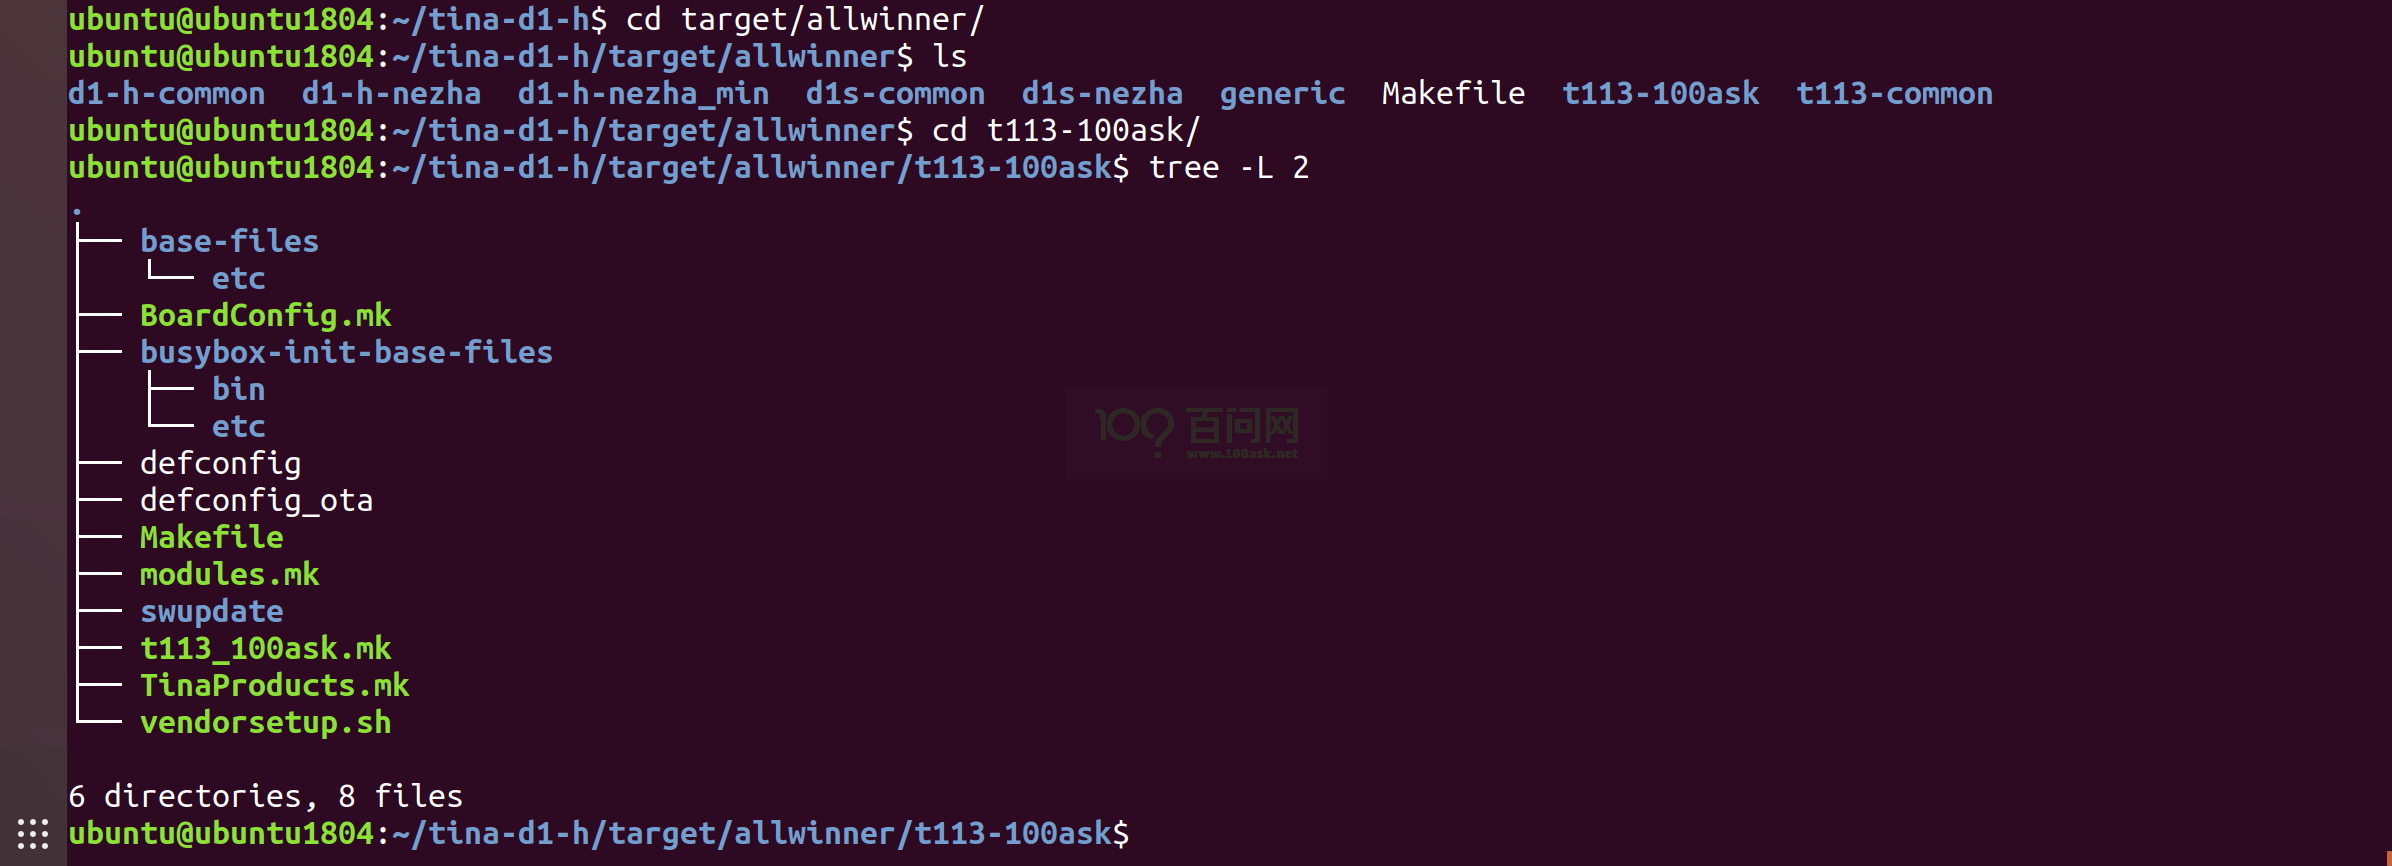 ubuntu@ubuntu1804:~/tina-d1-h$ cd target/allwinner/
ubuntu@ubuntu1804:~/tina-d1-h/target/allwinner$ ls
d1-h-common  d1-h-nezha  d1-h-nezha_min  d1s-common  d1s-nezha  generic  Makefile  t113-100ask  t113-common
ubuntu@ubuntu1804:~/tina-d1-h/target/allwinner$ cd t113-100ask/
ubuntu@ubuntu1804:~/tina-d1-h/target/allwinner/t113-100ask$ tree -L 2
.
├── base-files
│   └── etc
├── BoardConfig.mk
├── busybox-init-base-files
│   ├── bin
│   └── etc
├── defconfig
├── defconfig_ota
├── Makefile
├── modules.mk
├── swupdate
├── t113_100ask.mk
├── TinaProducts.mk
└── vendorsetup.sh
6 directories, 8 files
ubuntu@ubuntu1804:~/tina-d1-h/target/allwinner/t113-100ask$
100 百问网
www.100ask.net